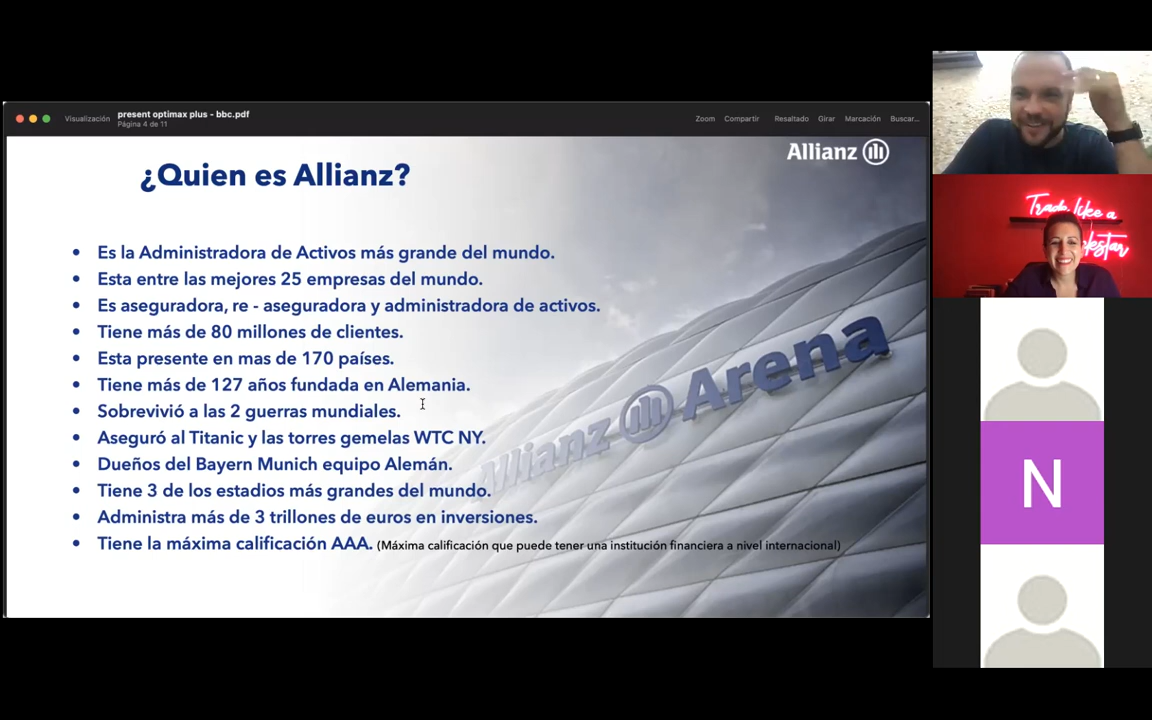 Visualización
present optimax plus - bbc.pdf
Página 4 de 11
Zoom Compartir Resaltado Girar Marcación Buscar...
Allianz
¿Quien es Allianz?
• Es la Administradora de Activos más grande del mundo.
• Esta entre las mejores 25 empresas del mundo.
• Es aseguradora, re - aseguradora y administradora de activos.
• Tiene más de 80 millones de clientes.
• Esta presente en mas de 170 países.
• Tiene más de 127 años fundada en Alemania.
• Sobrevivió a las 2 guerras mundiales.
• Aseguró al Titanic y las torres gemelas WTC NY.
• Dueños del Bayern Munich equipo Alemán.
• Tiene 3 de los estadios más grandes del mundo.
• Administra más de 3 trillones de euros en inversiones.
• Tiene la máxima calificación AAA. (Máxima calificación que puede tener una institución financiera a nivel internacional)
Allianz Arena
Trade like a
N